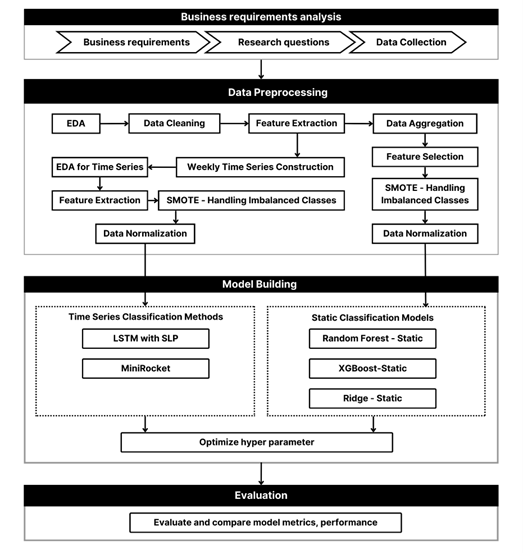 Business requirements analysis
Business requirements
Research questions
Data Collection
Data Preprocessing
EDA
Data Cleaning
Feature Extraction
Data Aggregation
Feature Selection
EDA for Time Series
Weekly Time Series Construction
SMOTE - Handling
Imbalanced Classes
Feature Extraction
SMOTE - Handling Imbalanced Classes
Data Normalization
Data Normalization
Model Building
Time Series Classification Methods
LSTM with SLP
MiniRocket
Static Classification Models
Random Forest - Static
XGBoost-Static
Ridge - Static
Optimize hyper parameter
Evaluation
Evaluate and compare model metrics, performance